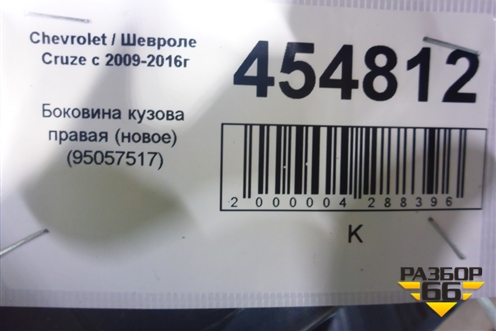 Chevrolet / Шевроле
Cruze с 2009-2016г
454812
Боковина кузова
правая (новое)
(95057517)
2 000004 288396
К
РАЗБОР
66